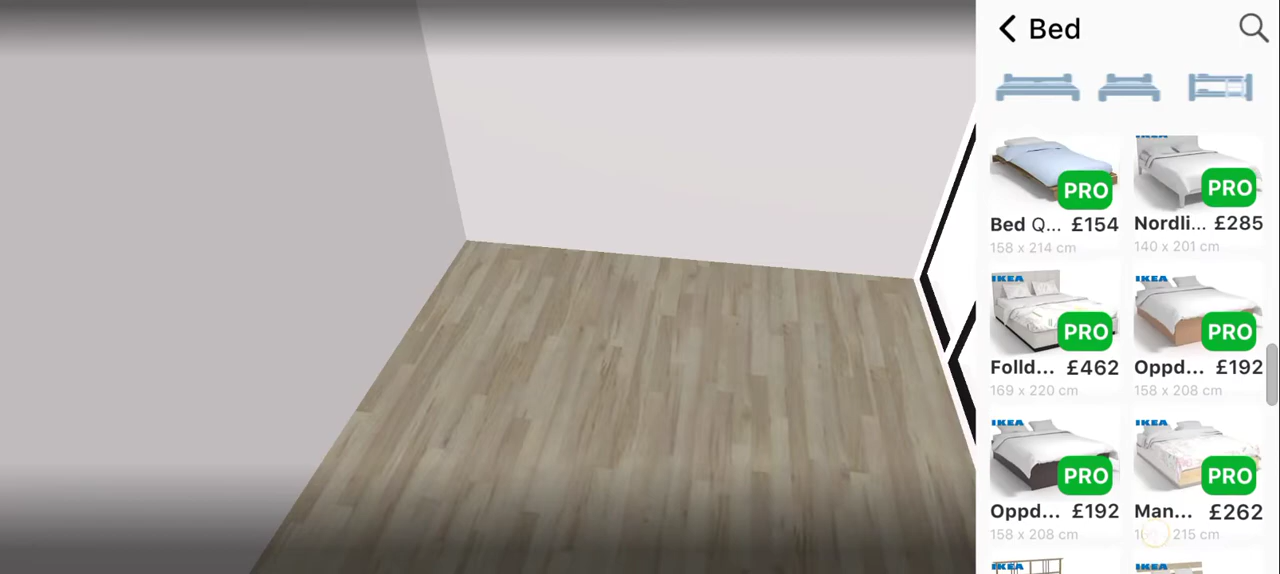 Bed
PRO
PRO
Bed Q... £154
Nordli... £285
158 x 214 cm
140 x 201 cm
IKEA
IKEA
PRO
PRO
Folld... £462
Oppd... £192
169 x 220 cm
158 x 208 cm
IKEA
IKEA
PRO
PRO
Oppd... £192
Man... £262
158 x 208 cm
215 cm
IKEA
IKEA